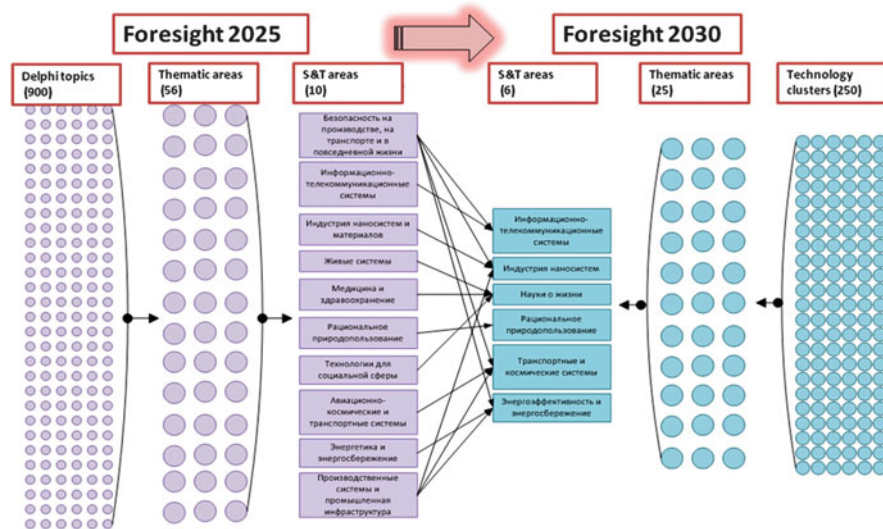 Foresight 2025
Foresight 2030
Delphi topics
(900)
Thematic areas
(56)
S&T areas
(10)
S&T areas
(6)
Thematic areas
(25)
Technology
clusters (250)
Безопасность на
производстве, на
транспорте и в
повседневной жизни
Информационно-
телекоммуникационные
системы
Индустрия наносистем и
материалов
Живые системы
Медицина и
здравоохранение
Рациональное
природопользование
Технологии для
социальной сферы
Авиационно-
космические и
транспортные системы
Энергетика и
энергосбережение
Производственные
системы и
промышленная
инфраструктура
Информационно-
телекоммуникационные
системы
Индустрия наносистем
Науки о жизни
Рациональное
природопользование
Транспортные и
космические системы
Энергоэффективность и
энергосбережение